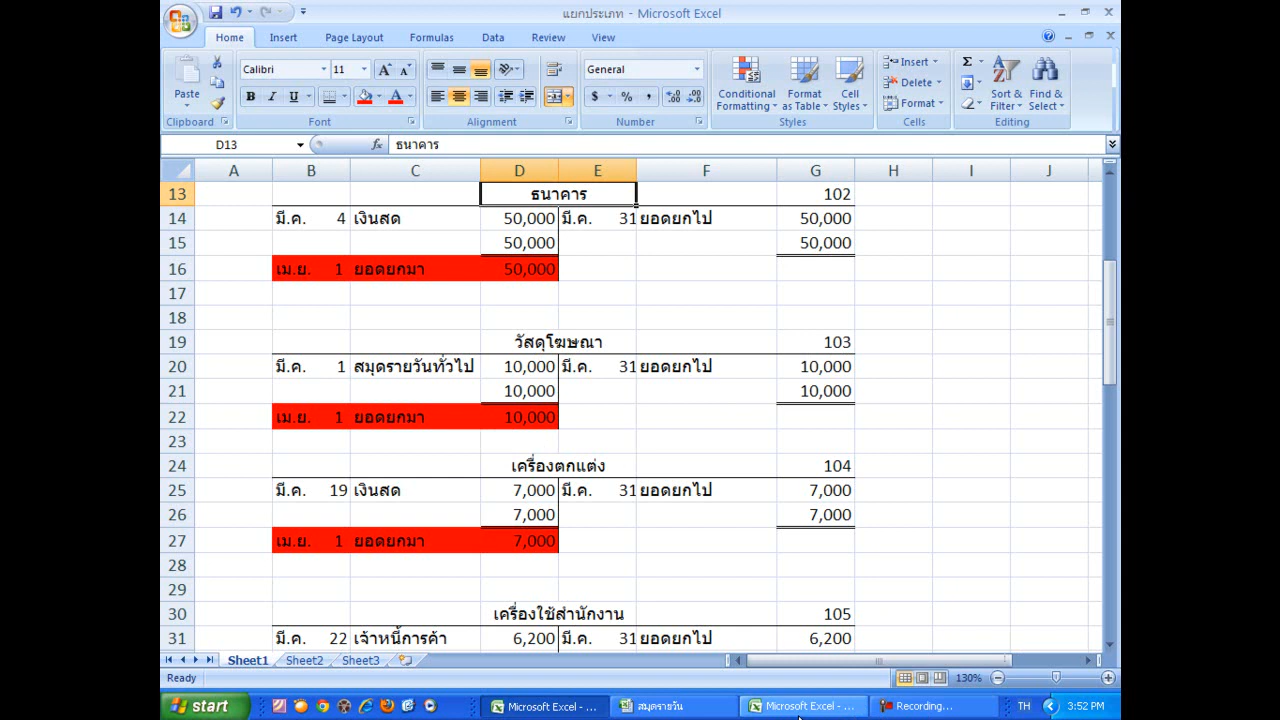 แยกประเภท - Microsoft Excel
Home Insert Page Layout Formulas Data Review View
Paste
Calibri 11
General
Conditional Formatting
Format as Table
Cell Styles
Insert
Delete
Format
Sort & Filter
Find & Select
Clipboard Font Alignment Number Styles Cells Editing
D13 fx ธนาคาร
A B C D E F G H I J
13 ธนาคาร 102
14 มี.ค. 4 เงินสด 50,000 มี.ค. 31 ยอดยกไป 50,000
15 50,000 50,000
16 เม.ย. 1 ยอดยกมา 50,000
17
18
19 วัสดุโฆษณา 103
20 มี.ค. 1 สมุดรายวันทั่วไป 10,000 มี.ค. 31 ยอดยกไป 10,000
21 10,000 10,000
22 เม.ย. 1 ยอดยกมา 10,000
23
24 เครื่องตกแต่ง 104
25 มี.ค. 19 เงินสด 7,000 มี.ค. 31 ยอดยกไป 7,000
26 7,000 7,000
27 เม.ย. 1 ยอดยกมา 7,000
28
29
30 เครื่องใช้สำนักงาน 105
31 มี.ค. 22 เจ้าหนี้การค้า 6,200 มี.ค. 31 ยอดยกไป 6,200
Sheet1 Sheet2 Sheet3
Ready 130%
start Microsoft Excel - ... สมุดรายวัน Microsoft Excel - ... Recording... TH 3:52 PM